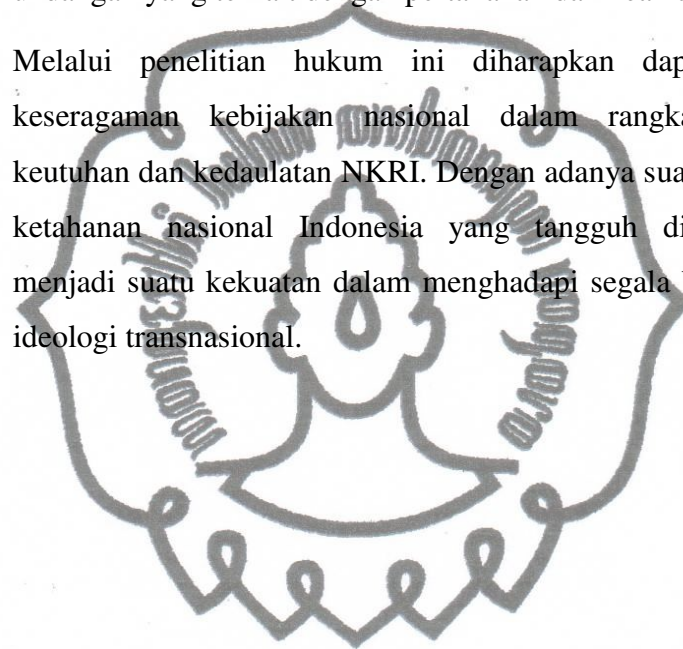 Melalui penelitian hukum ini diharapkan dap
keseragaman kebijakan nasional dalam rangka
keutuhan dan kedaulatan NKRI. Dengan adanya sua
ketahanan nasional Indonesia yang tangguh di
menjadi suatu kekuatan dalam menghadapi segala
ideologi transnasional.